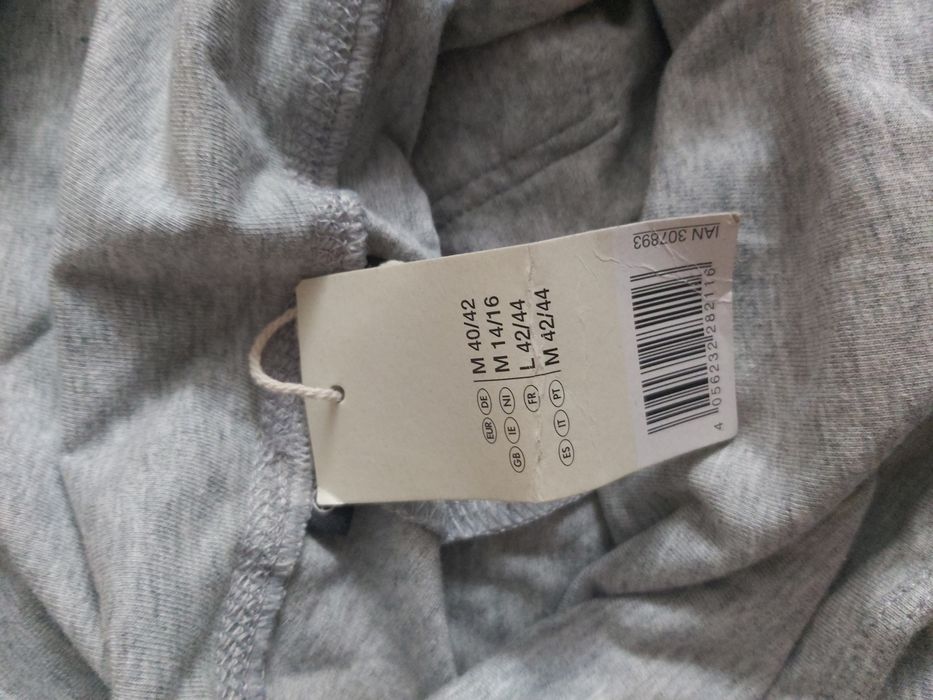 EUR DE M 40/42
GB IE NI M 14/16
FR L 42/44
ES IT PT M 42/44
IAN 307893
4 056232 282116